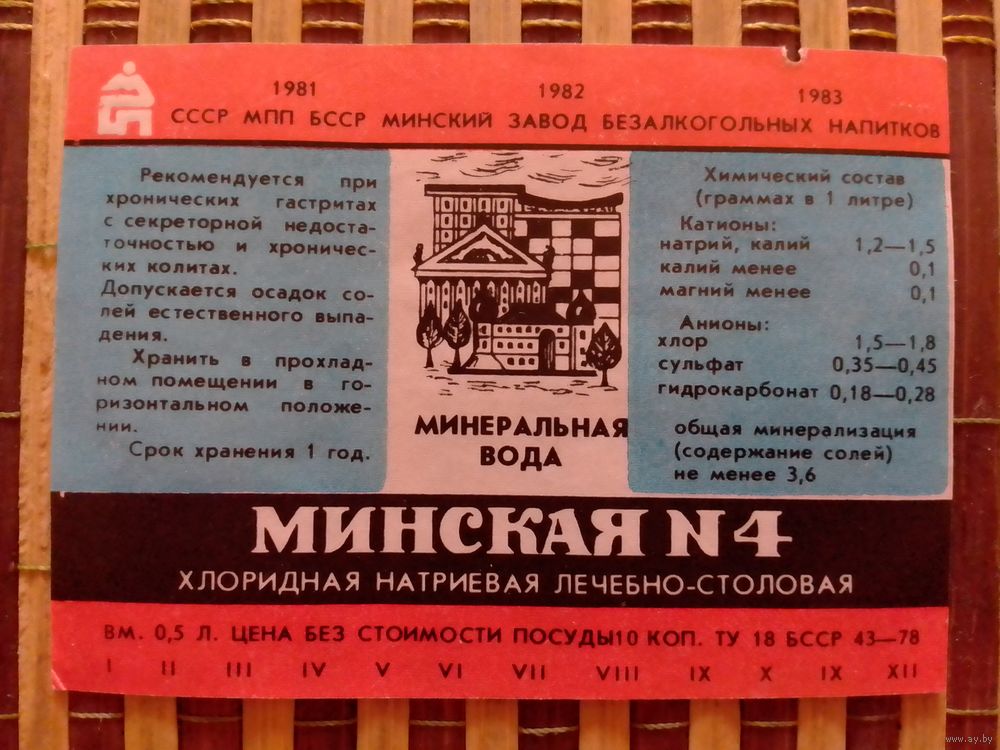 1981 1982 1983
СССР МПП БССР МИНСКИЙ ЗАВОД БЕЗАЛКОГОЛЬНЫХ НАПИТКОВ
Рекомендуется при
хронических гастритах
с секреторной недоста-
точностью и хроничес-
ких колитах.
Допускается осадок со-
лей естественного выпа-
дения.
Хранить в прохлад-
ном помещении в го-
ризонтальном положе-
нии.
Срок хранения 1 год.
МИНЕРАЛЬНАЯ
ВОДА
Химический состав
(граммах в 1 литре)
Катионы:
натрий, калий 1,2—1,5
калий менее 0,1
магний менее 0,1
Анионы:
хлор 1,5—1,8
сульфат 0,35—0,45
гидрокарбонат 0,18—0,28
общая минерализация
(содержание солей)
не менее 3,6
МИНСКАЯ N4
ХЛОРИДНАЯ НАТРИЕВАЯ ЛЕЧЕБНО-СТОЛОВАЯ
ВМ. 0,5 Л. ЦЕНА БЕЗ СТОИМОСТИ ПОСУДЫ10 КОП. ТУ 18 БССР 43—78
I II III IV V VI VII VIII IX X IX XII
www.ay.by